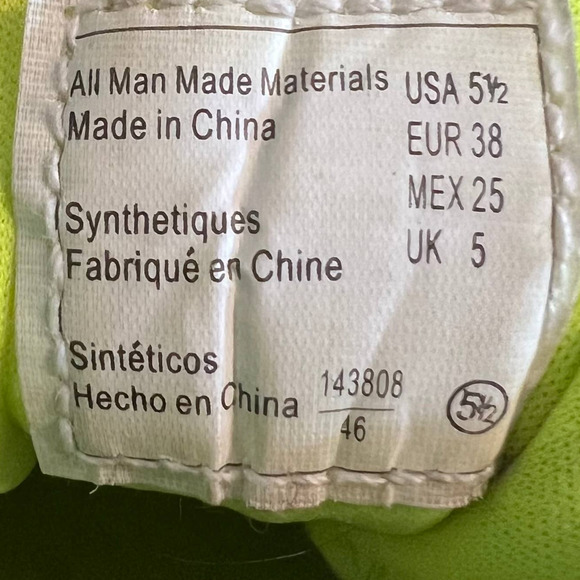 All Man Made Materials
Made in China
USA 5½
EUR 38
MEX 25
UK 5
Synthetiques
Fabriqué en Chine
Sintéticos
Hecho en China
143808
46
5½